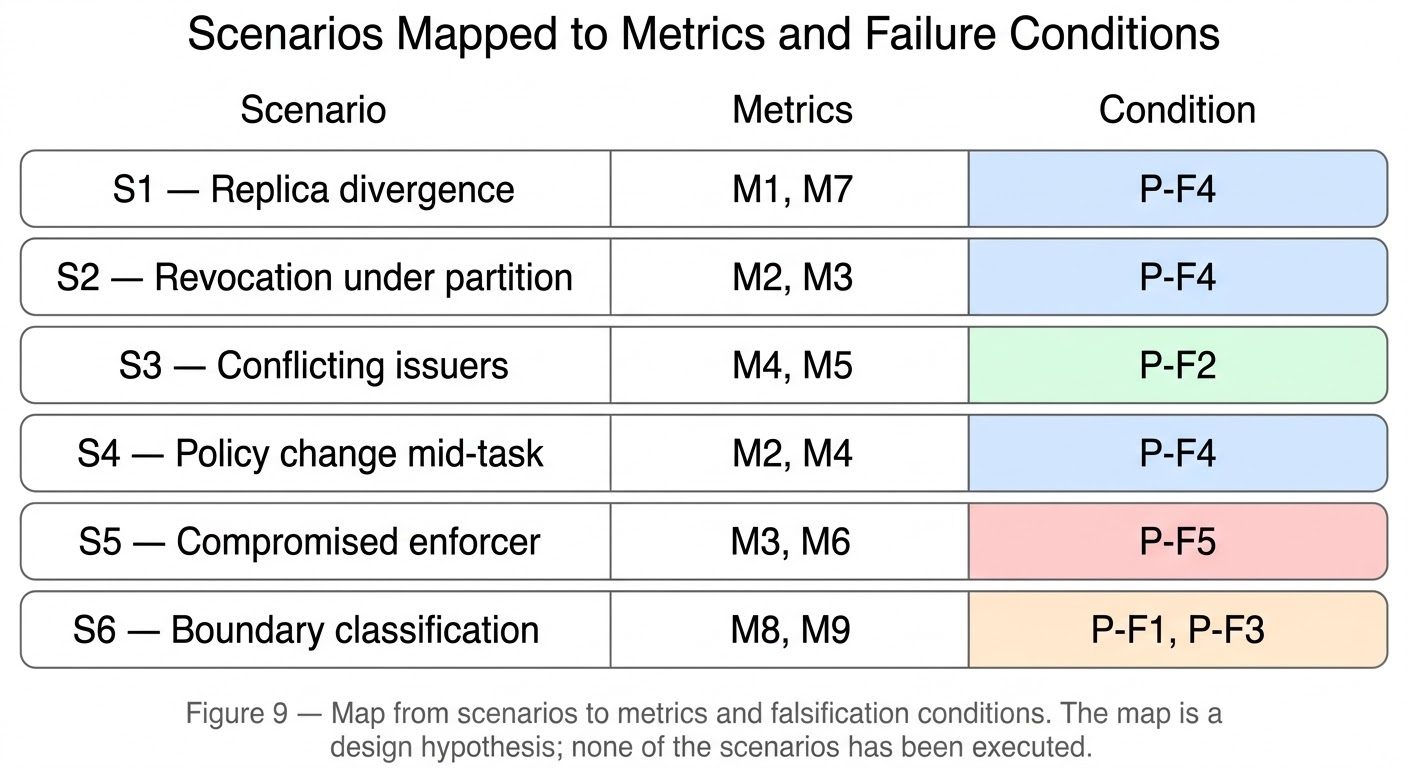 Scenarios Mapped to Metrics and Failure Conditions
Scenario Metrics Condition
S1 — Replica divergence M1, M7 P-F4
S2 — Revocation under partition M2, M3 P-F4
S3 — Conflicting issuers M4, M5 P-F2
S4 — Policy change mid-task M2, M4 P-F4
S5 — Compromised enforcer M3, M6 P-F5
S6 — Boundary classification M8, M9 P-F1, P-F3
Figure 9 — Map from scenarios to metrics and falsification conditions. The map is a
design hypothesis; none of the scenarios has been executed.